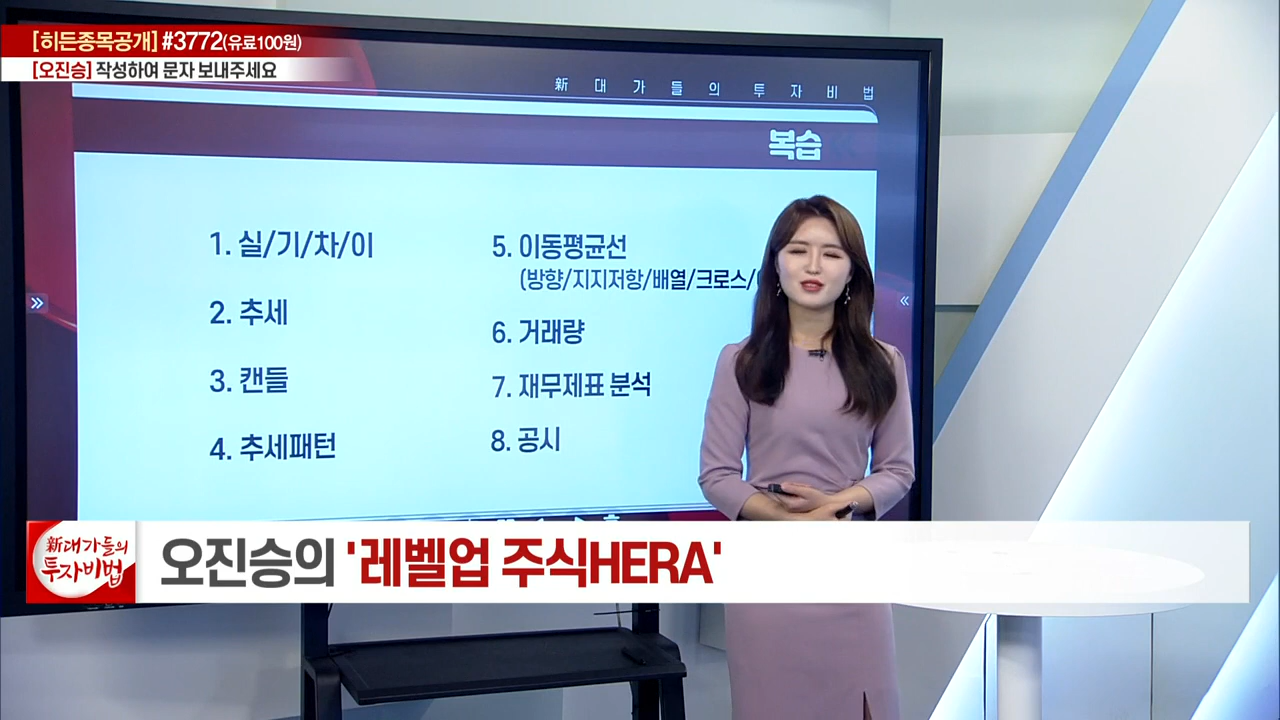 [히든종목공개] #3772(유료100원)
[오진승] 작성하여 문자 보내주세요
新 대가들의 투자비법
복습
1. 실/기/차/이
2. 추세
3. 캔들
4. 추세패턴
5. 이동평균선
(방향/지지저항/배열/크로스/
6. 거래량
7. 재무제표 분석
8. 공시
新대가들의
투자비법
오진승의 '레벨업 주식HERA'